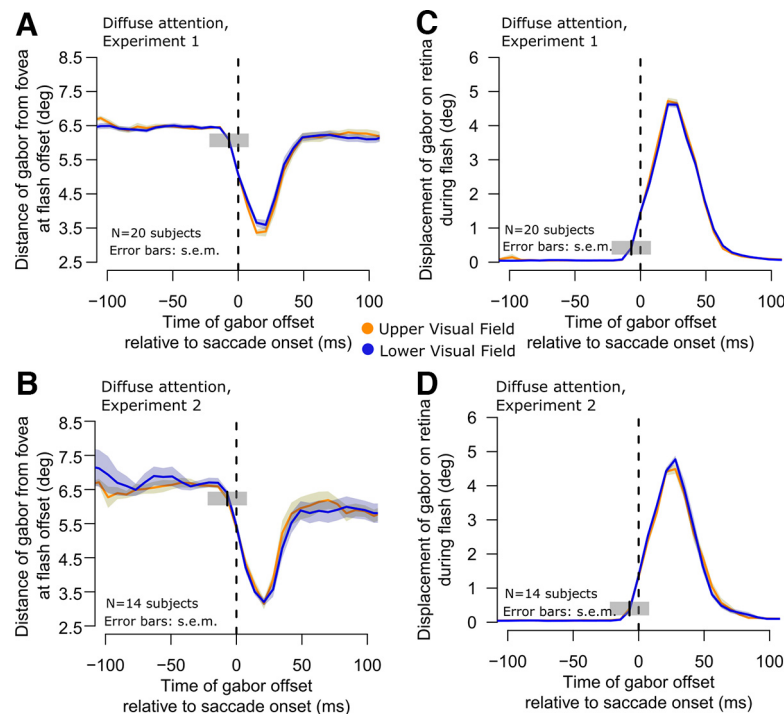 A
Diffuse attention,
Experiment 1
Distance of gabor from fovea
at flash offset (deg)
8.5
7.5
6.5
5.5
4.5
3.5
2.5
N=20 subjects
Error bars: s.e.m.
−100
−50
0
50
100
Time of gabor offset
relative to saccade onset (ms)
C
Diffuse attention,
Experiment 1
Displacement of gabor on retina
during flash (deg)
6
5
4
3
2
1
0
N=20 subjects
Error bars: s.e.m.
−100
−50
0
50
100
Time of gabor offset
relative to saccade onset (ms)
Upper Visual Field
Lower Visual Field
B
Diffuse attention,
Experiment 2
Distance of gabor from fovea
at flash offset (deg)
8.5
7.5
6.5
5.5
4.5
3.5
2.5
N=14 subjects
Error bars: s.e.m.
−100
−50
0
50
100
Time of gabor offset
relative to saccade onset (ms)
D
Diffuse attention,
Experiment 2
Displacement of gabor on retina
during flash (deg)
6
5
4
3
2
1
0
N=14 subjects
Error bars: s.e.m.
−100
−50
0
50
100
Time of gabor offset
relative to saccade onset (ms)